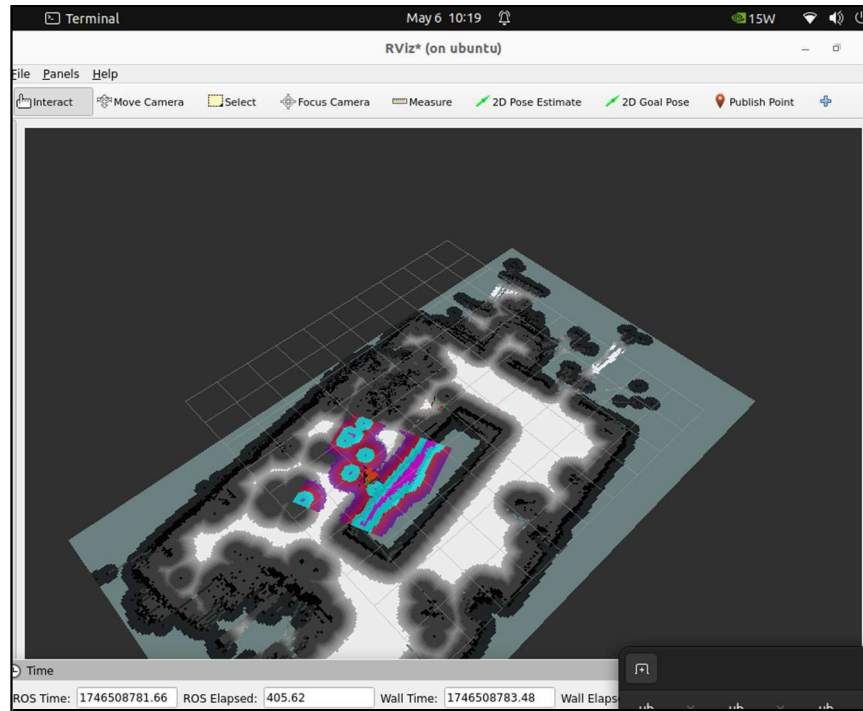 Terminal May 6 10:19 15W
RViz* (on ubuntu)
File Panels Help
Interact Move Camera Select Focus Camera Measure 2D Pose Estimate 2D Goal Pose Publish Point
Time
ROS Time: 1746508781.66 ROS Elapsed: 405.62 Wall Time: 1746508783.48 Wall Elaps